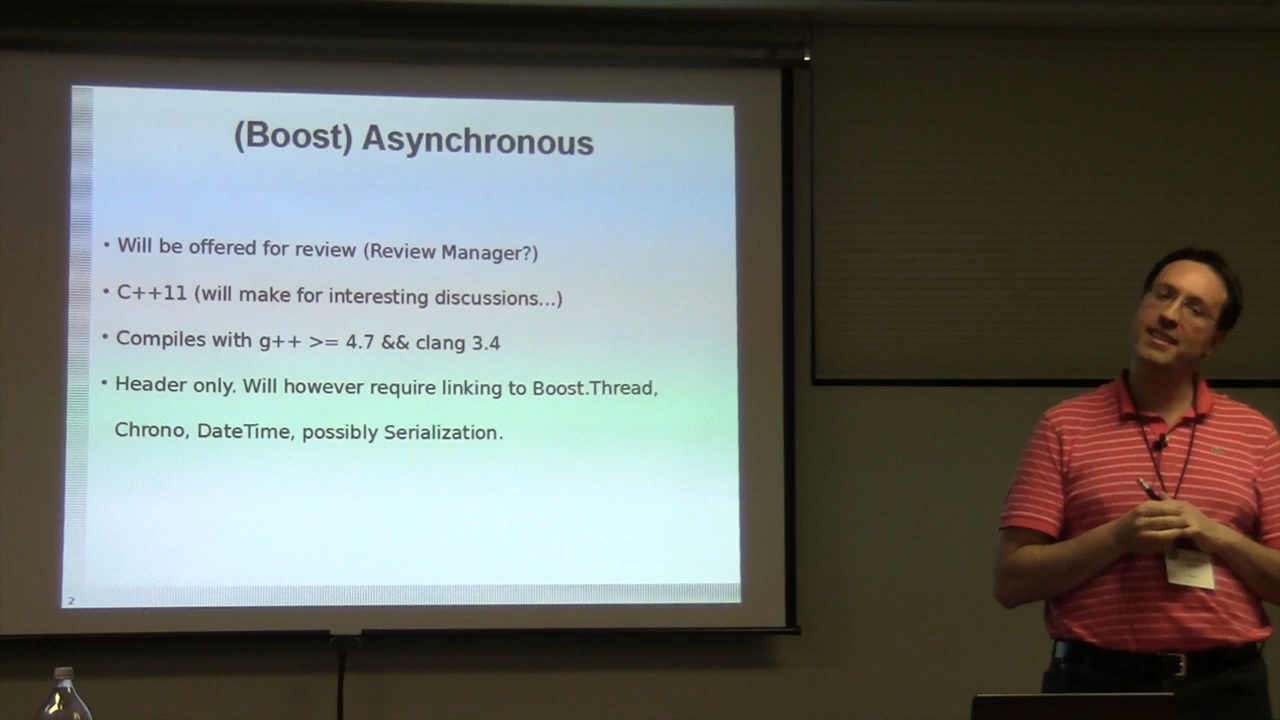 (Boost) Asynchronous
• Will be offered for review (Review Manager?)
• C++11 (will make for interesting discussions...)
• Compiles with g++ >= 4.7 && clang 3.4
• Header only. Will however require linking to Boost.Thread,
Chrono, DateTime, possibly Serialization.
2